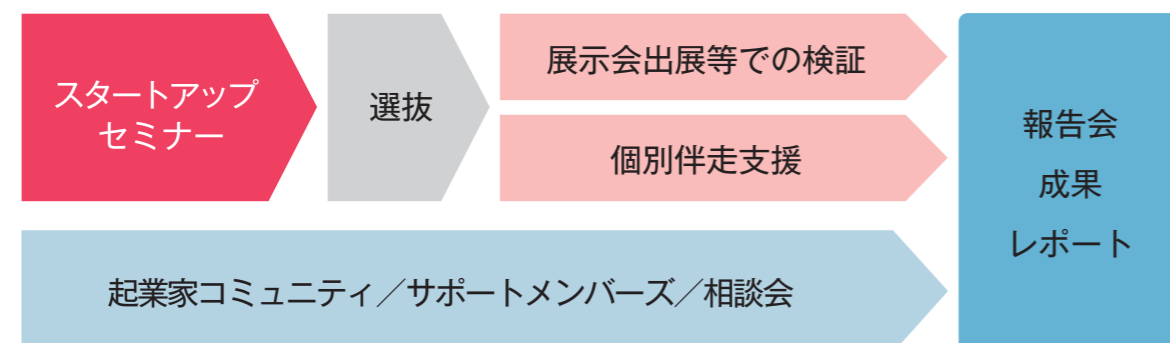 スタートアップ
セミナー
選抜
展示会出展等での検証
個別伴走支援
起業家コミュニティ／サポートメンバーズ／相談会
報告会
成果
レポート